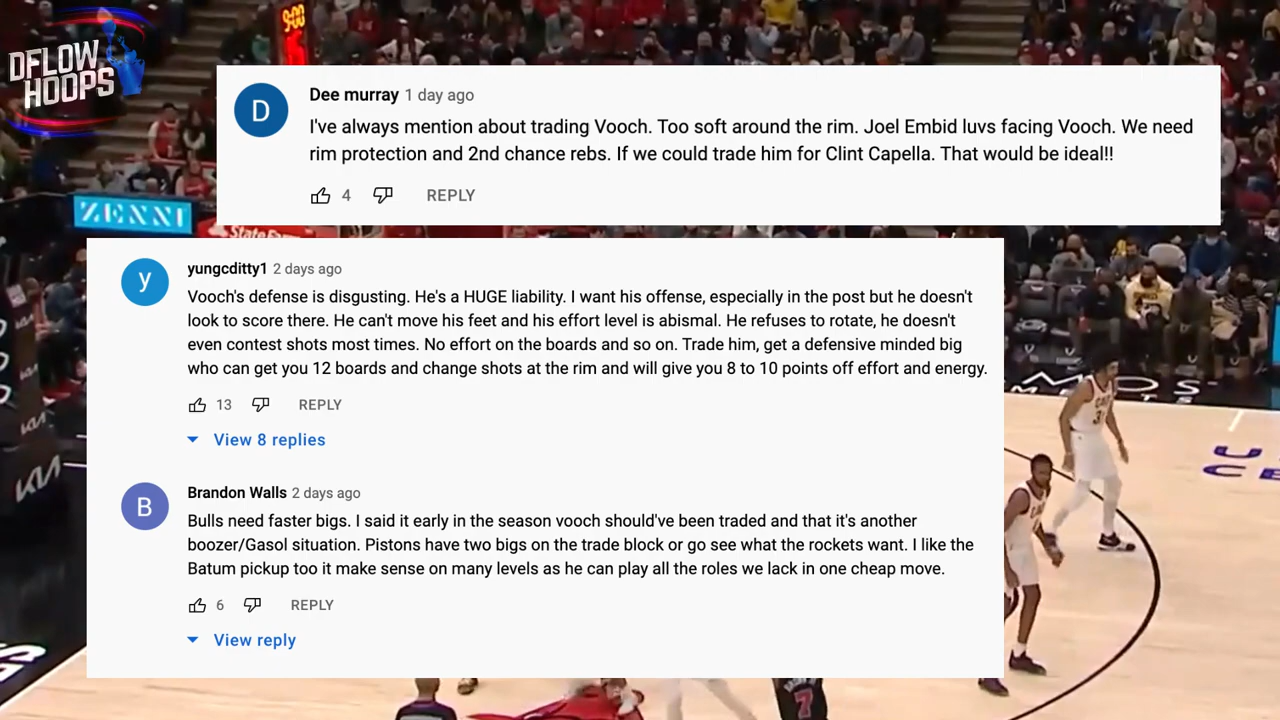 9:00
DFLOW
HOOPS
D
Dee murray 1 day ago
I've always mention about trading Vooch. Too soft around the rim. Joel Embid luvs facing Vooch. We need
rim protection and 2nd chance rebs. If we could trade him for Clint Capella. That would be ideal!!
4 REPLY
ZENNI
State Farm
y
yungcditty1 2 days ago
Vooch's defense is disgusting. He's a HUGE liability. I want his offense, especially in the post but he doesn't
look to score there. He can't move his feet and his effort level is abismal. He refuses to rotate, he doesn't
even contest shots most times. No effort on the boards and so on. Trade him, get a defensive minded big
who can get you 12 boards and change shots at the rim and will give you 8 to 10 points off effort and energy.
13 REPLY
View 8 replies
B
Brandon Walls 2 days ago
Bulls need faster bigs. I said it early in the season vooch should've been traded and that it's another
boozer/Gasol situation. Pistons have two bigs on the trade block or go see what the rockets want. I like the
Batum pickup too it make sense on many levels as he can play all the roles we lack in one cheap move.
6 REPLY
View reply
KIA
7